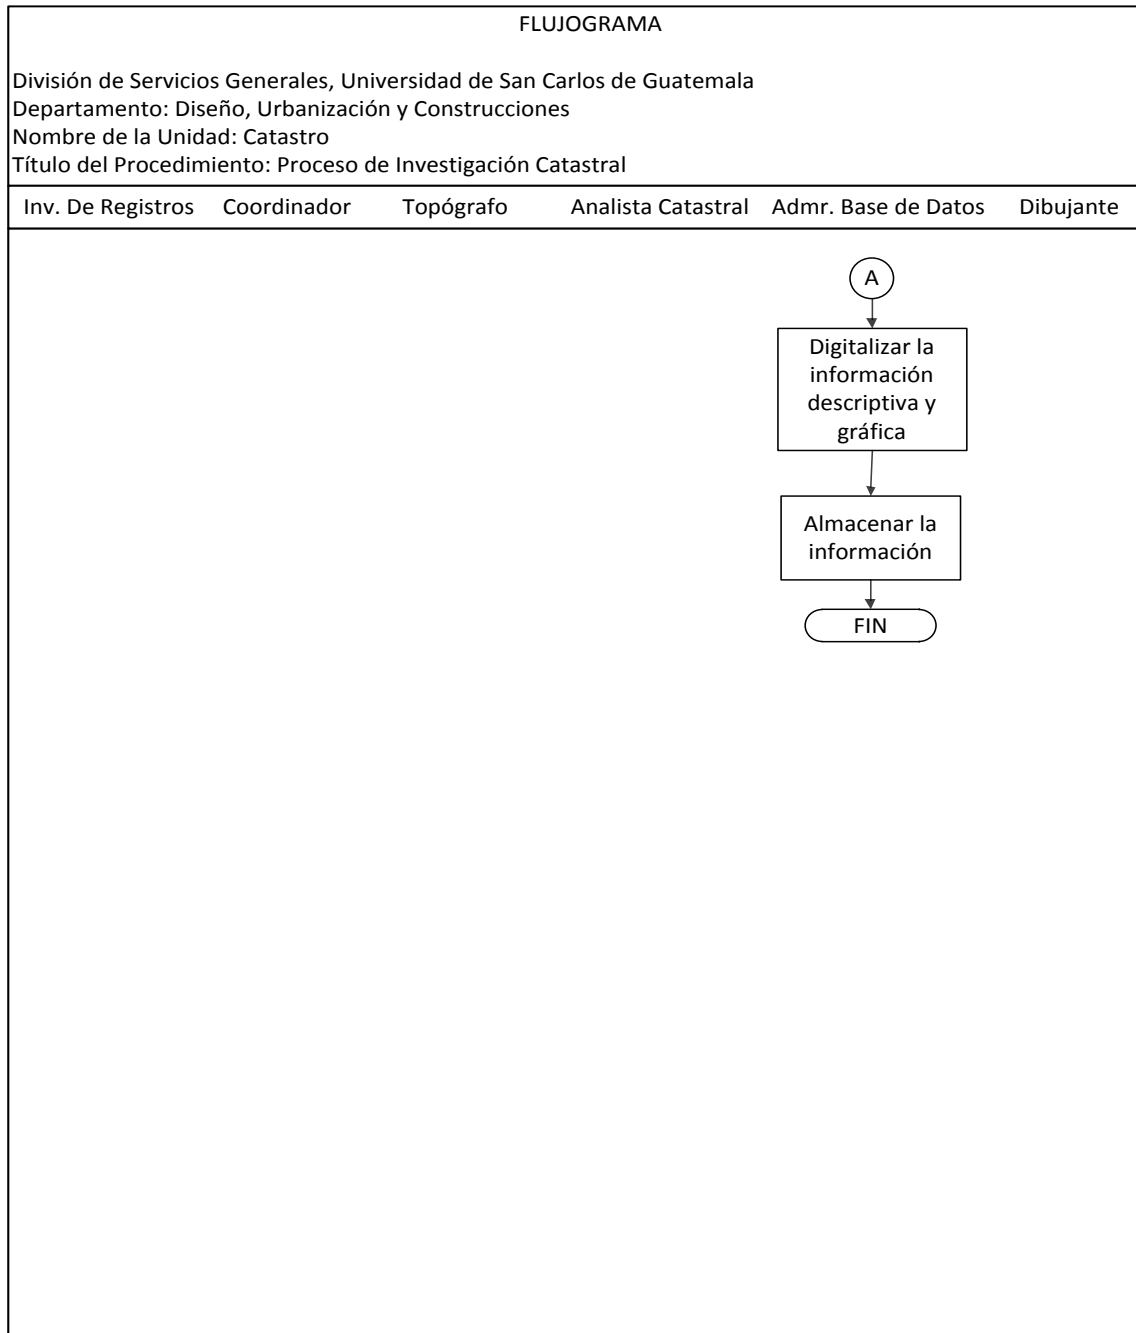 FLUJOGRAMA
División de Servicios Generales, Universidad de San Carlos de Guatemala
Departamento: Diseño, Urbanización y Construcciones
Nombre de la Unidad: Catastro
Título del Procedimiento: Proceso de Investigación Catastral
Inv. De Registros Coordinador Topógrafo Analista Catastral Admr. Base de Datos Dibujante
A
Digitalizar la
información
descriptiva y
gráfica
Almacenar la
información
FIN